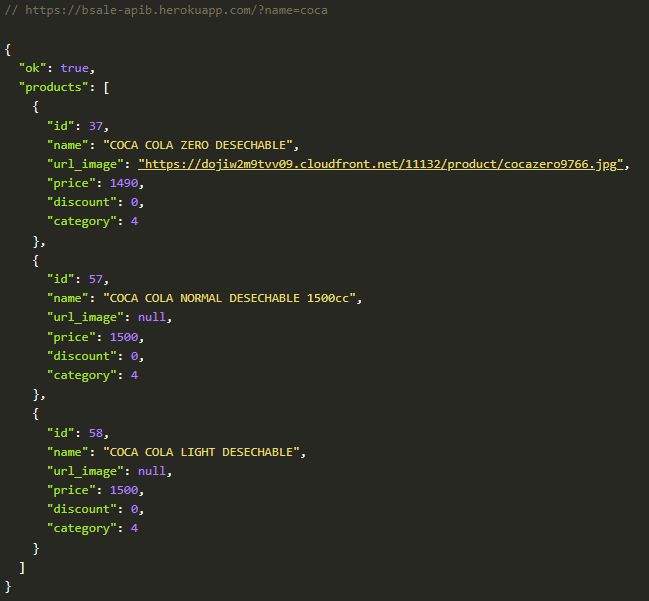 // https://bsale-apib.herokuapp.com/?name=coca
{
"ok": true,
"products": [
{
"id": 37,
"name": "COCA COLA ZERO DESECHABLE",
"url_image": "https://dojiw2m9tvv09.cloudfront.net/11132/product/cocazero9766.jpg",
"price": 1490,
"discount": 0,
"category": 4
},
{
"id": 57,
"name": "COCA COLA NORMAL DESECHABLE 1500cc",
"url_image": null,
"price": 1500,
"discount": 0,
"category": 4
},
{
"id": 58,
"name": "COCA COLA LIGHT DESECHABLE",
"url_image": null,
"price": 1500,
"discount": 0,
"category": 4
}
]
}